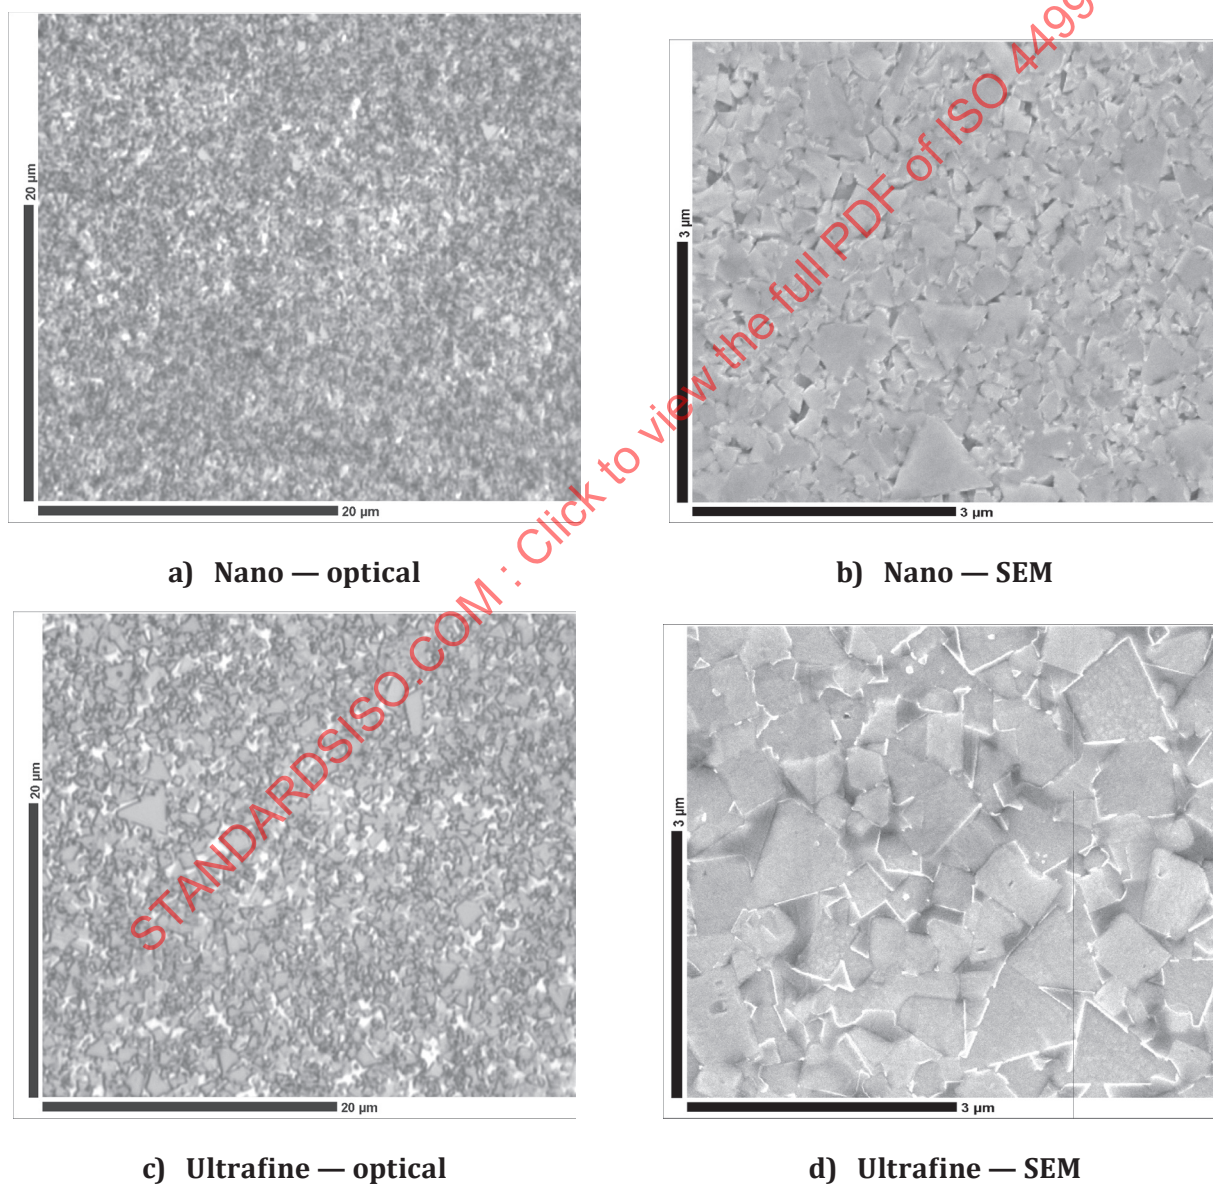 20 µm
20 µm
3 µm
3 µm
a) Nano — optical
b) Nano — SEM
20 µm
20 µm
3 µm
3 µm
c) Ultrafine — optical
d) Ultrafine — SEM
STANDARDSISO.COM : Click to view the full PDF of ISO 4499